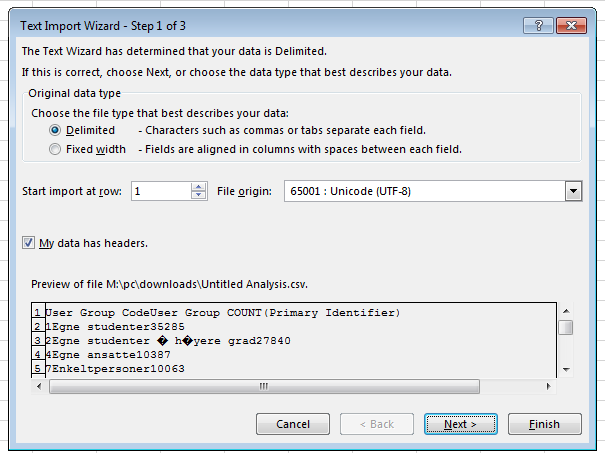 Text Import Wizard - Step 1 of 3
The Text Wizard has determined that your data is Delimited.
If this is correct, choose Next, or choose the data type that best describes your data.
Original data type
Choose the file type that best describes your data:
Delimited - Characters such as commas or tabs separate each field.
Fixed width - Fields are aligned in columns with spaces between each field.
Start import at row: 1 File origin: 65001 : Unicode (UTF-8)
My data has headers.
Preview of file M:\pc\downloads\Untitled Analysis.csv.
1 User Group CodeUser Group COUNT(Primary Identifier)
2 1Egne studenter35285
3 2Egne studenter � h�yere grad27840
4 4Egne ansatte10387
5 7Enkeltpersoner10063
Cancel < Back Next > Finish